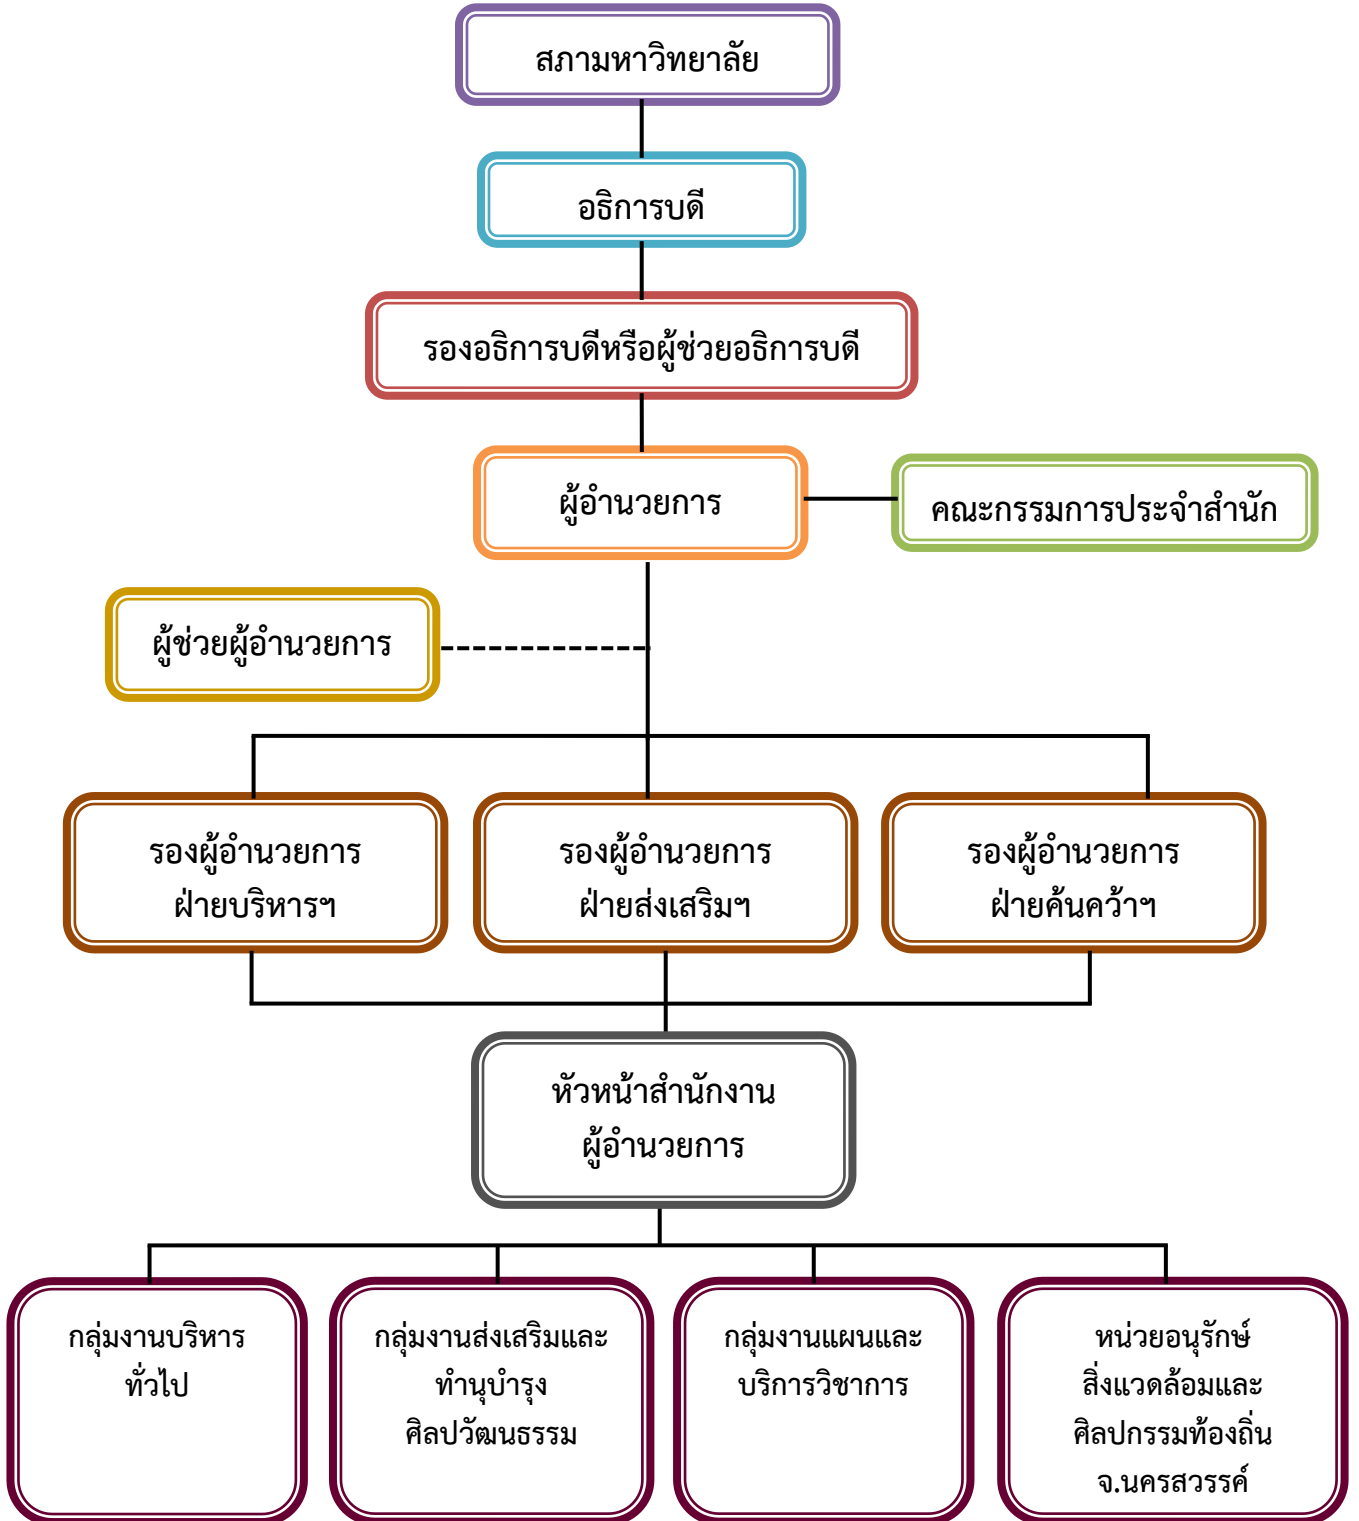 สภามหาวิทยาลัย
อธิการบดี
รองอธิการบดีหรือผู้ช่วยอธิการบดี
ผู้อำนวยการ
คณะกรรมการประจำสำนัก
ผู้ช่วยผู้อำนวยการ
รองผู้อำนวยการ
ฝ่ายบริหารฯ
รองผู้อำนวยการ
ฝ่ายส่งเสริมฯ
รองผู้อำนวยการ
ฝ่ายค้นคว้าฯ
หัวหน้าสำนักงาน
ผู้อำนวยการ
กลุ่มงานบริหาร
ทั่วไป
กลุ่มงานส่งเสริมและ
ทำนุบำรุง
ศิลปวัฒนธรรม
กลุ่มงานแผนและ
บริการวิชาการ
หน่วยอนุรักษ์
สิ่งแวดล้อมและ
ศิลปกรรมท้องถิ่น
จ.นครสวรรค์